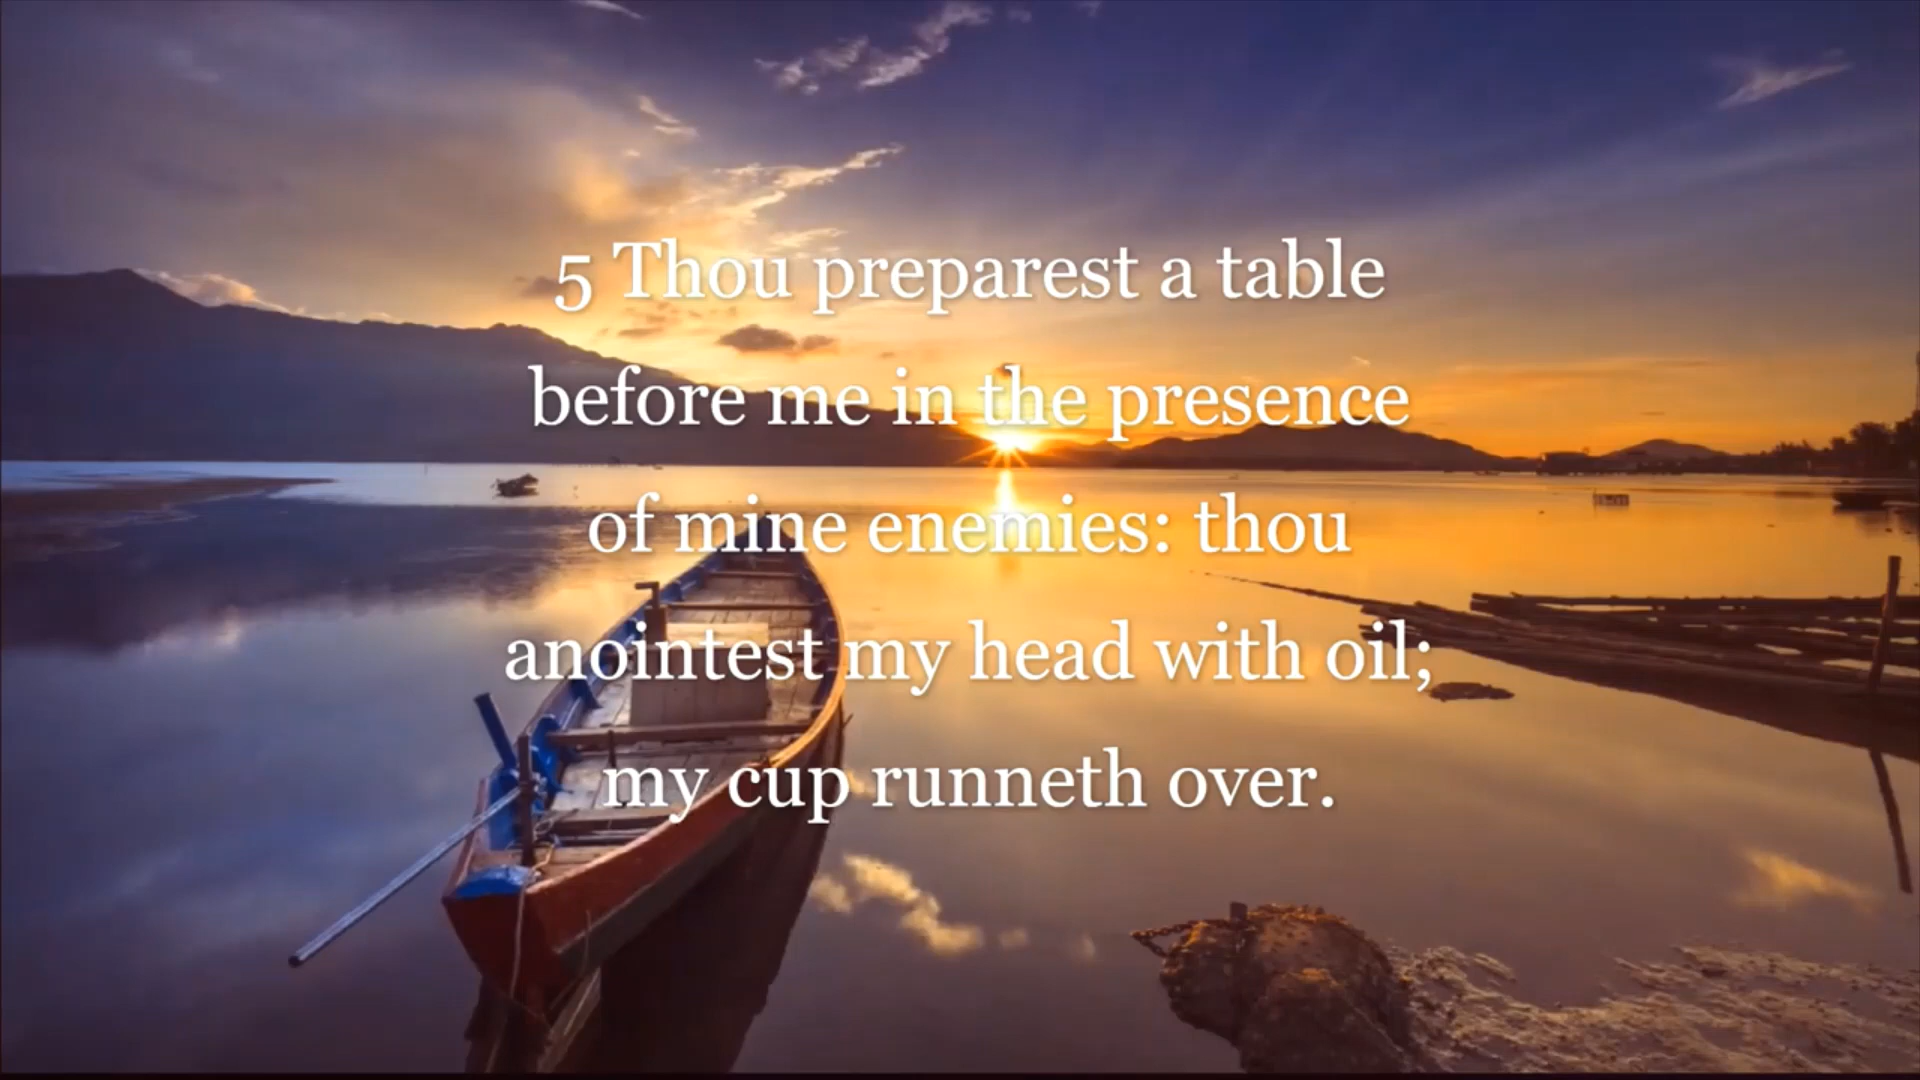 5 Thou preparest a table
before me in the presence
of mine enemies: thou
anointest my head with oil;
my cup runneth over.